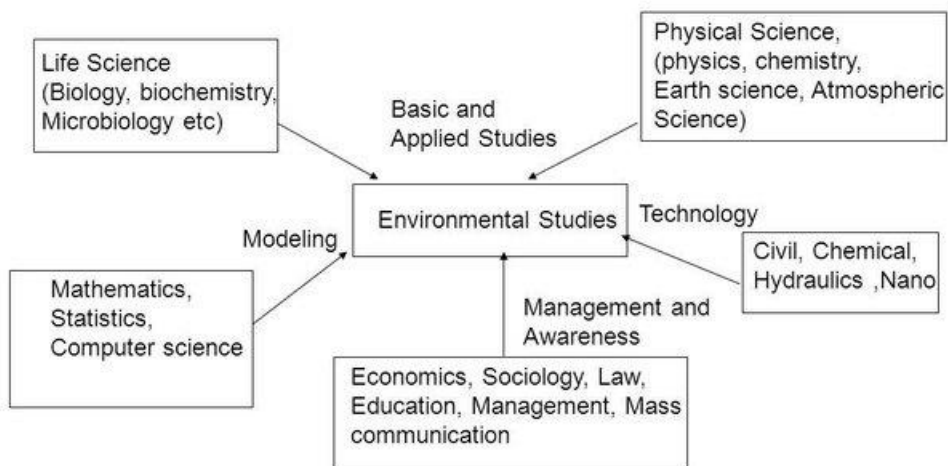 Life Science
(Biology, biochemistry,
Microbiology etc)
Basic and
Applied Studies
Physical Science,
(physics, chemistry,
Earth science, Atmospheric
Science)
Environmental Studies
Modeling
Technology
Mathematics,
Statistics,
Computer science
Civil, Chemical,
Hydraulics ,Nano
Management and
Awareness
Economics, Sociology, Law,
Education, Management, Mass
communication